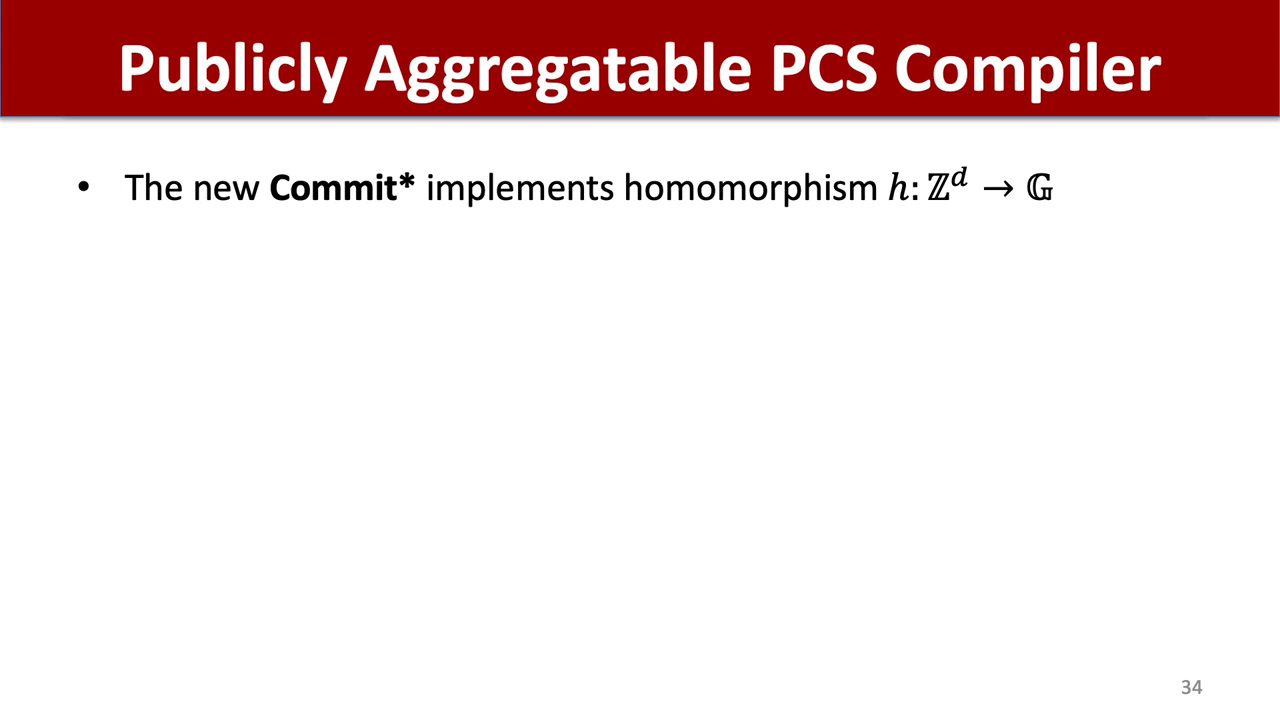 Publicly Aggregatable PCS Compiler
• The new Commit* implements homomorphism ℎ: ℤ^𝑑 → 𝔾
34